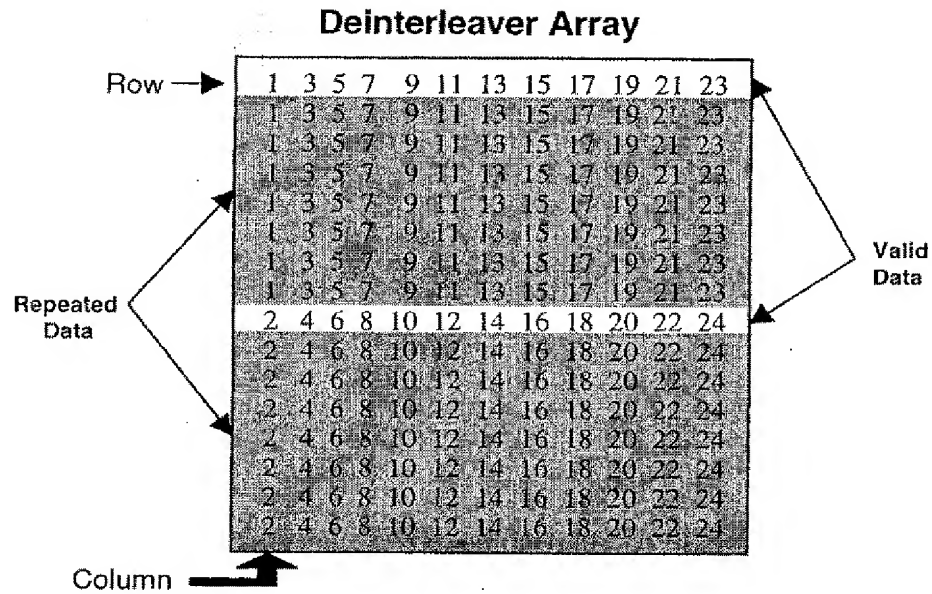 Deinterleaver Array
Row
1 3 5 7 9 11 13 15 17 19 21 23
1 3 5 7 9 11 13 15 17 19 21 23
1 3 5 7 9 11 13 15 17 19 21 23
1 3 5 7 9 11 13 15 17 19 21 23
1 3 5 7 9 11 13 15 17 19 21 23
1 3 5 7 9 11 13 15 17 19 21 23
1 3 5 7 9 11 13 15 17 19 21 23
1 3 5 7 9 11 13 15 17 19 21 23
2 4 6 8 10 12 14 16 18 20 22 24
2 4 6 8 10 12 14 16 18 20 22 24
2 4 6 8 10 12 14 16 18 20 22 24
2 4 6 8 10 12 14 16 18 20 22 24
2 4 6 8 10 12 14 16 18 20 22 24
2 4 6 8 10 12 14 16 18 20 22 24
2 4 6 8 10 12 14 16 18 20 22 24
2 4 6 8 10 12 14 16 18 20 22 24
Repeated
Data
Valid
Data
Column